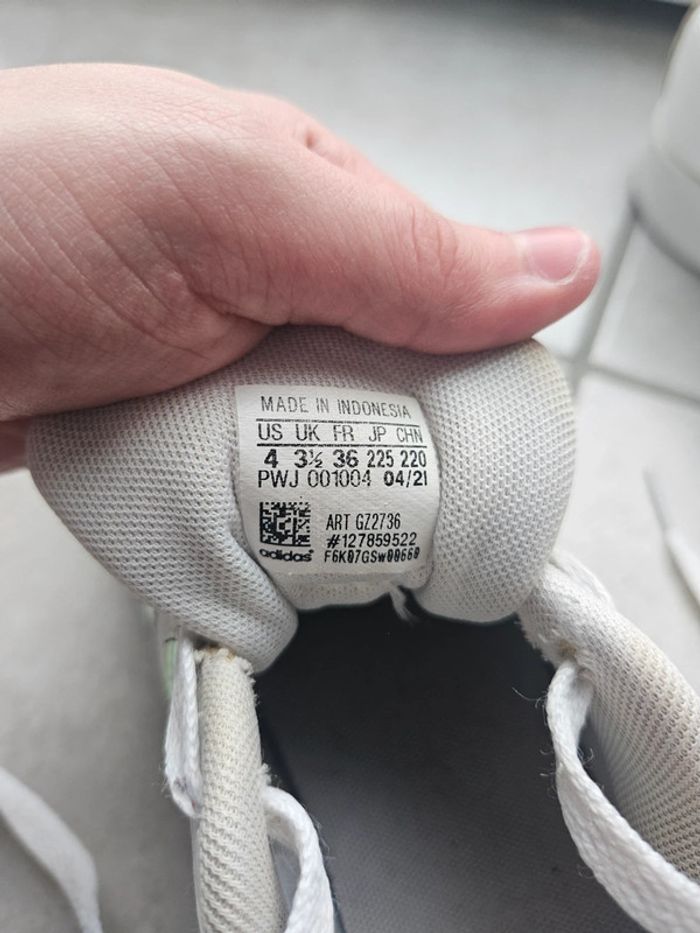 MADE IN INDONESIA
US UK FR JP CHN
4 3½ 36 225 220
PWJ 001004 04/21
ART GZ2736
#127859522
adidas F6K07GSw00660